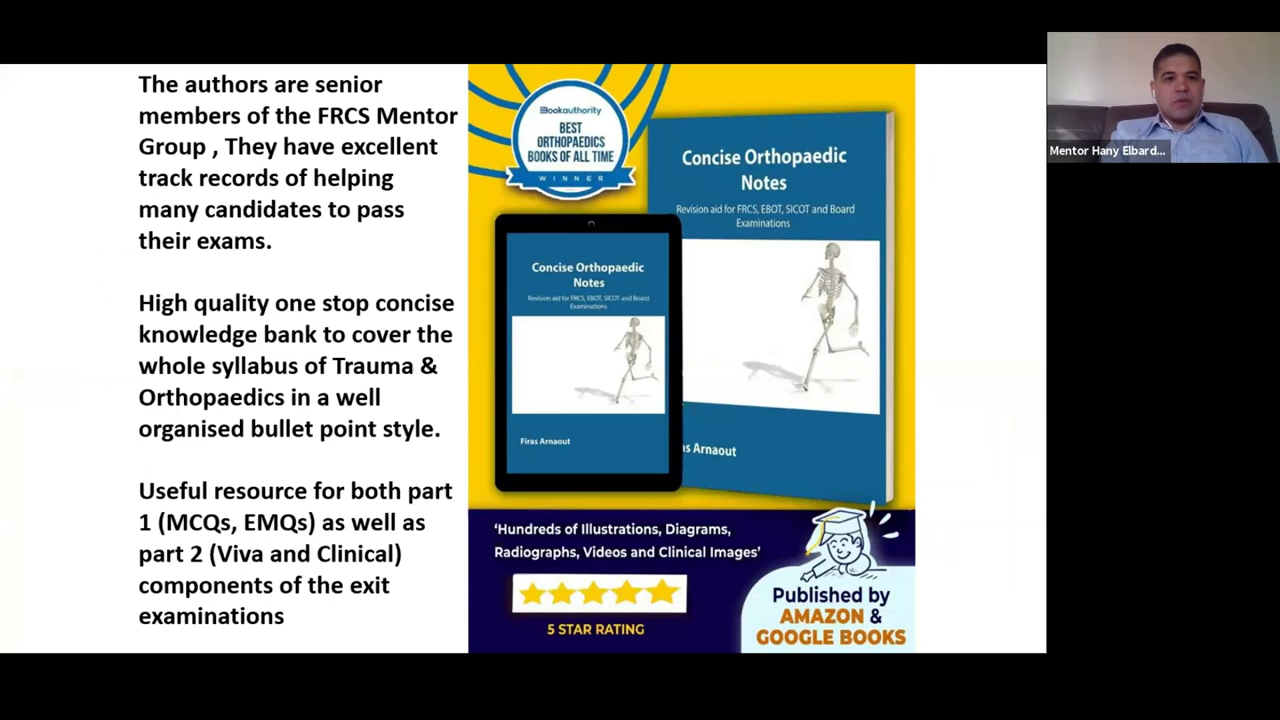 The authors are senior
members of the FRCS Mentor
Group , They have excellent
track records of helping
many candidates to pass
their exams.
High quality one stop concise
knowledge bank to cover the
whole syllabus of Trauma &
Orthopaedics in a well
organised bullet point style.
Useful resource for both part
1 (MCQs, EMQs) as well as
part 2 (Viva and Clinical)
components of the exit
examinations
Bookauthority
BEST
ORTHOPAEDICS
BOOKS OF ALL TIME
WINNER
Concise Orthopaedic
Notes
Revision aid for FRCS, EBOT, SICOT and Board
Examinations
as Arnaout
Concise Orthopaedic
Notes
Revision aid for FRCS, EBOT, SICOT and Board
Examinations
Firas Arnaout
‘Hundreds of Illustrations, Diagrams,
Radiographs, Videos and Clinical Images’
5 STAR RATING
Published by
AMAZON &
GOOGLE BOOKS
Mentor Hany Elbard...